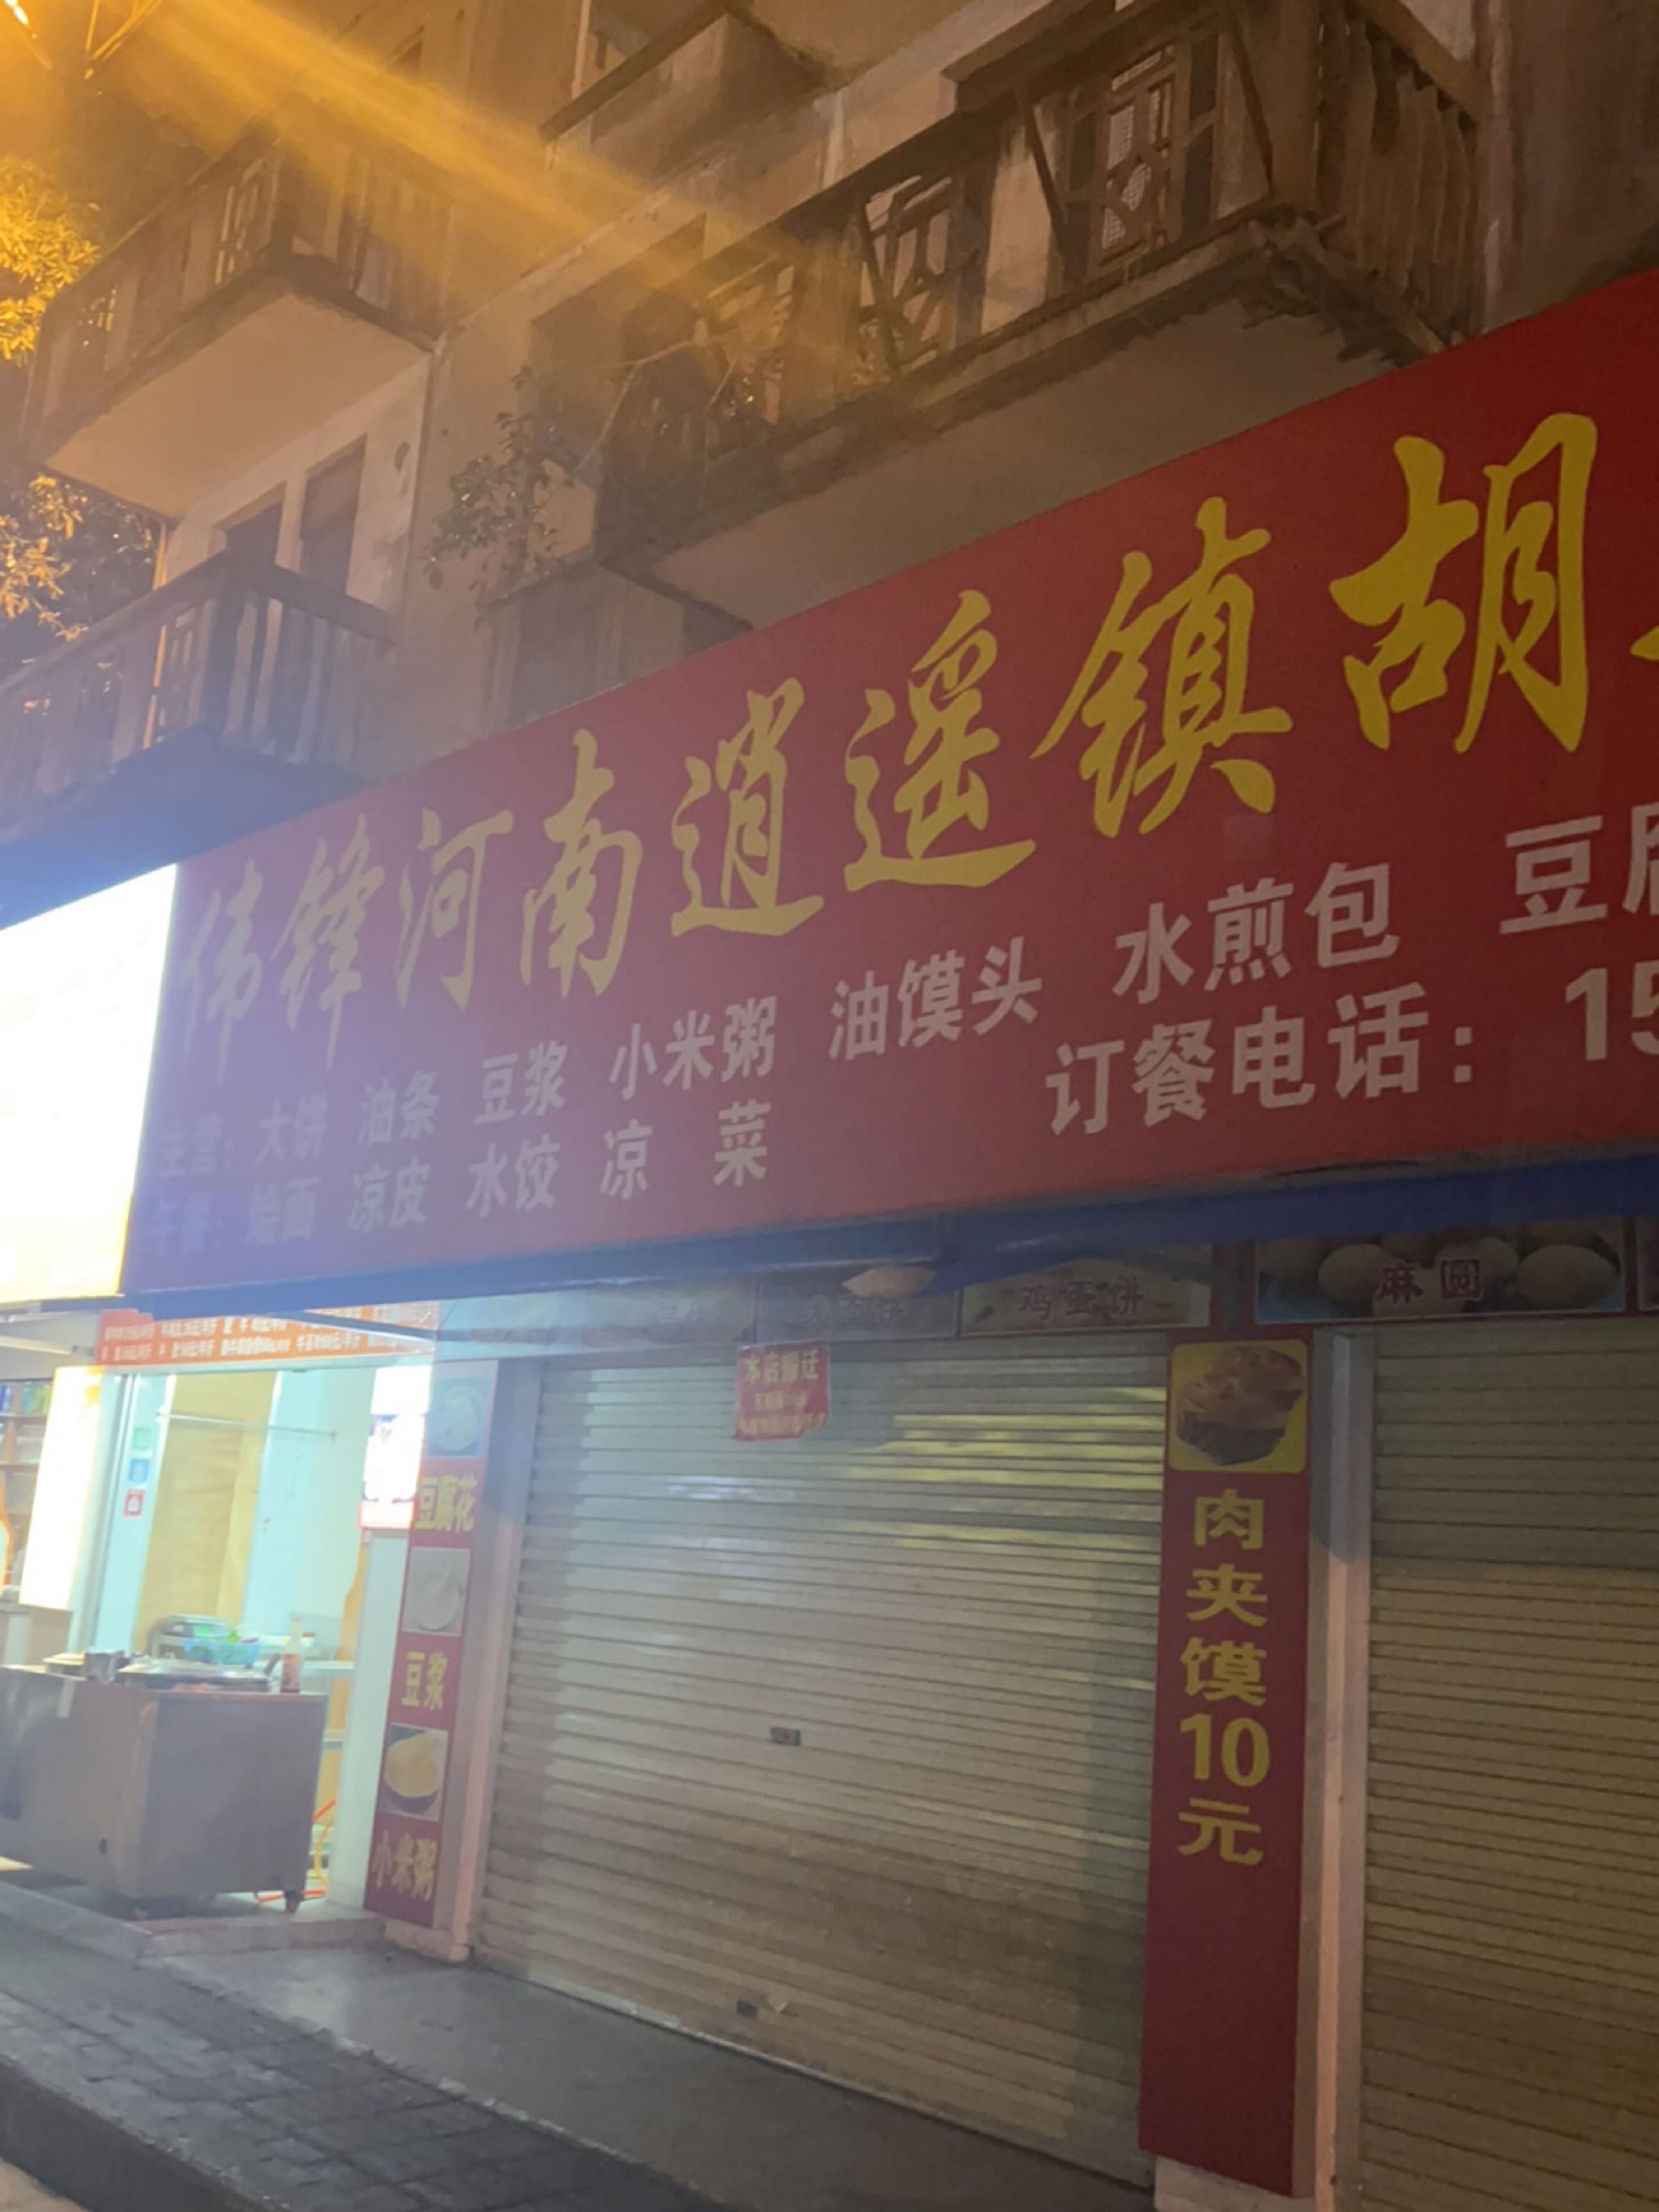 伟锋河南逍遥镇胡
主营: 大饼 油条 豆浆 小米粥 油馍头 水煎包 豆腐
午餐: 烩面 凉皮 水饺 凉 菜
订餐电话: 15
鸡蛋饼
麻圆
本店搬迁
豆腐花
豆浆
小米粥
肉夹馍10元